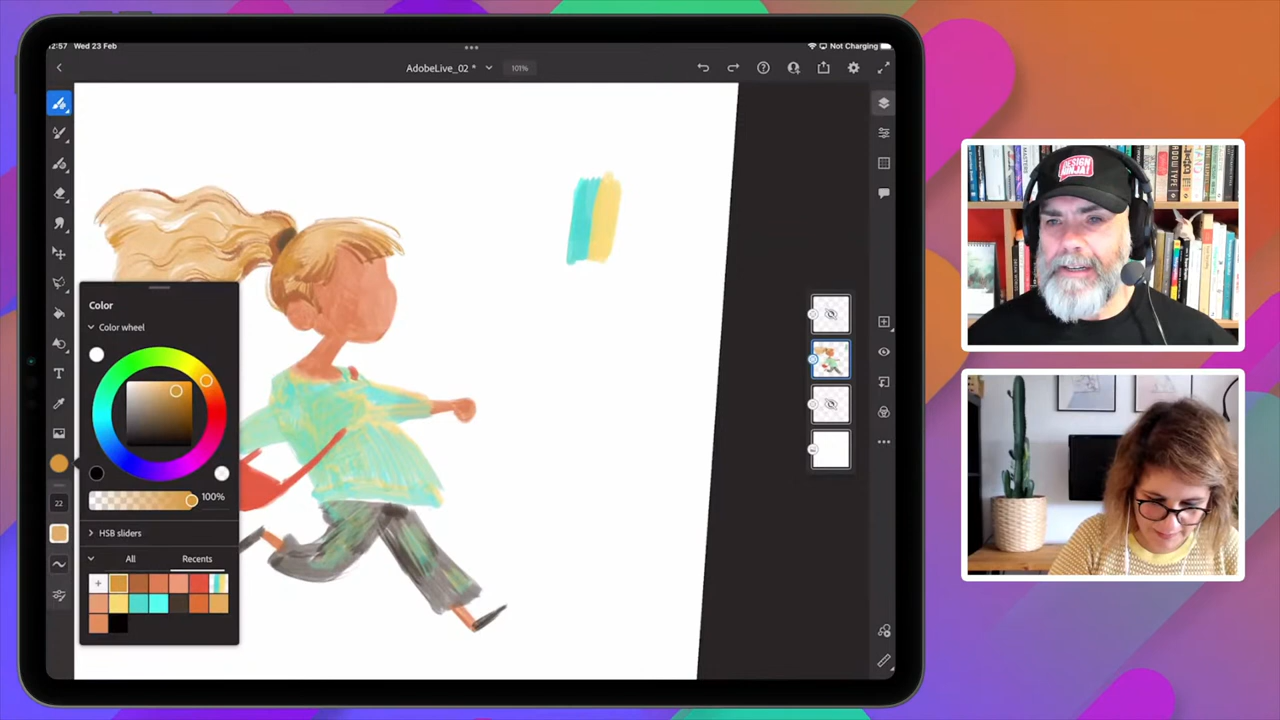 12:57 Wed 23 Feb
Not Charging
AdobeLive_02 *
101%
Color
Color wheel
100%
HSB sliders
All
Recents
22
T
DESIGN
NINJA!
MASTERS